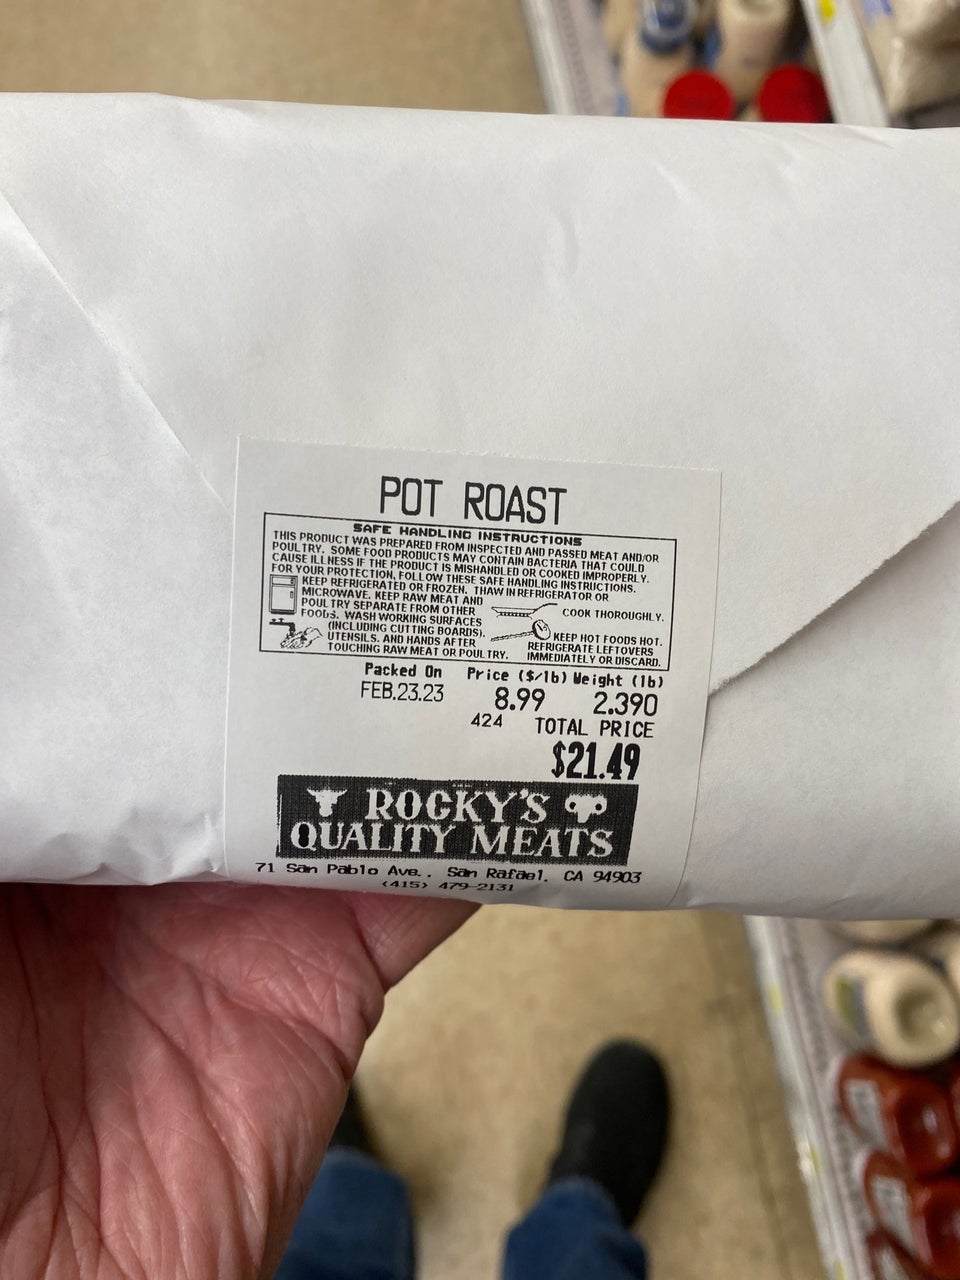 POT ROAST
SAFE HANDLING INSTRUCTIONS
THIS PRODUCT WAS PREPARED FROM INSPECTED AND PASSED MEAT AND/OR
POULTRY. SOME FOOD PRODUCTS MAY CONTAIN BACTERIA THAT COULD
CAUSE ILLNESS IF THE PRODUCT IS MISHANDLED OR COOKED IMPROPERLY.
FOR YOUR PROTECTION, FOLLOW THESE SAFE HANDLING INSTRUCTIONS.
KEEP REFRIGERATED OR FROZEN. THAW IN REFRIGERATOR OR
MICROWAVE. KEEP RAW MEAT AND
POULTRY SEPARATE FROM OTHER
FOODS. WASH WORKING SURFACES
(INCLUDING CUTTING BOARDS),
UTENSILS, AND HANDS AFTER
TOUCHING RAW MEAT OR POULTRY.
COOK THOROUGHLY.
KEEP HOT FOODS HOT.
REFRIGERATE LEFTOVERS
IMMEDIATELY OR DISCARD.
Packed On Price ($/lb) Weight (lb)
FEB.23.23 8.99 2.390
424 TOTAL PRICE
$21.49
ROCKY'S
QUALITY MEATS
71 San Pablo Ave., San Rafael, CA 94903
(415) 479-2131